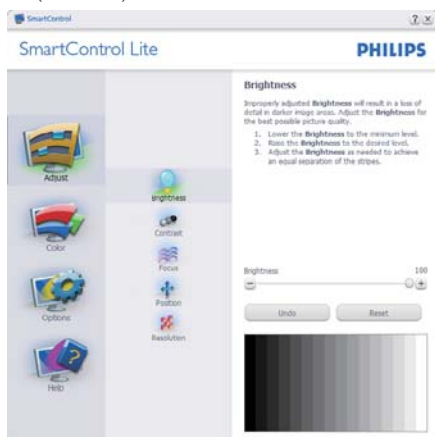 SmartControl
SmartControl Lite
PHILIPS
Adjust
Color
Options
Help
Brightness
Contrast
Focus
Position
Resolution
Brightness
Improperly adjusted Brightness will result in a loss of
detail in darker image areas. Adjust the Brightness for
the best possible picture quality.
1. Lower the Brightness to the minimum level.
2. Raise the Brightness to the desired level.
3. Adjust the Brightness as needed to achieve
an equal separation of the stripes.
Brightness 100
Undo Reset